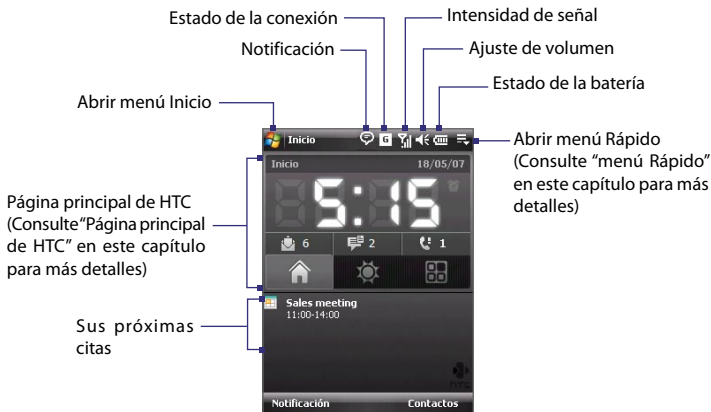 Estado de la conexión
Intensidad de señal
Notificación
Ajuste de volumen
Estado de la batería
Abrir menú Inicio
Abrir menú Rápido
(Consulte “menú Rápido”
en este capítulo para más
detalles)
Página principal de HTC
(Consulte “Página principal
de HTC” en este capítulo
para más detalles)
Sus próximas
citas
Inicio
G
Inicio 18/05/07
5:15
6 2 1
Sales meeting
11:00-14:00
hTC
Notificación Contactos